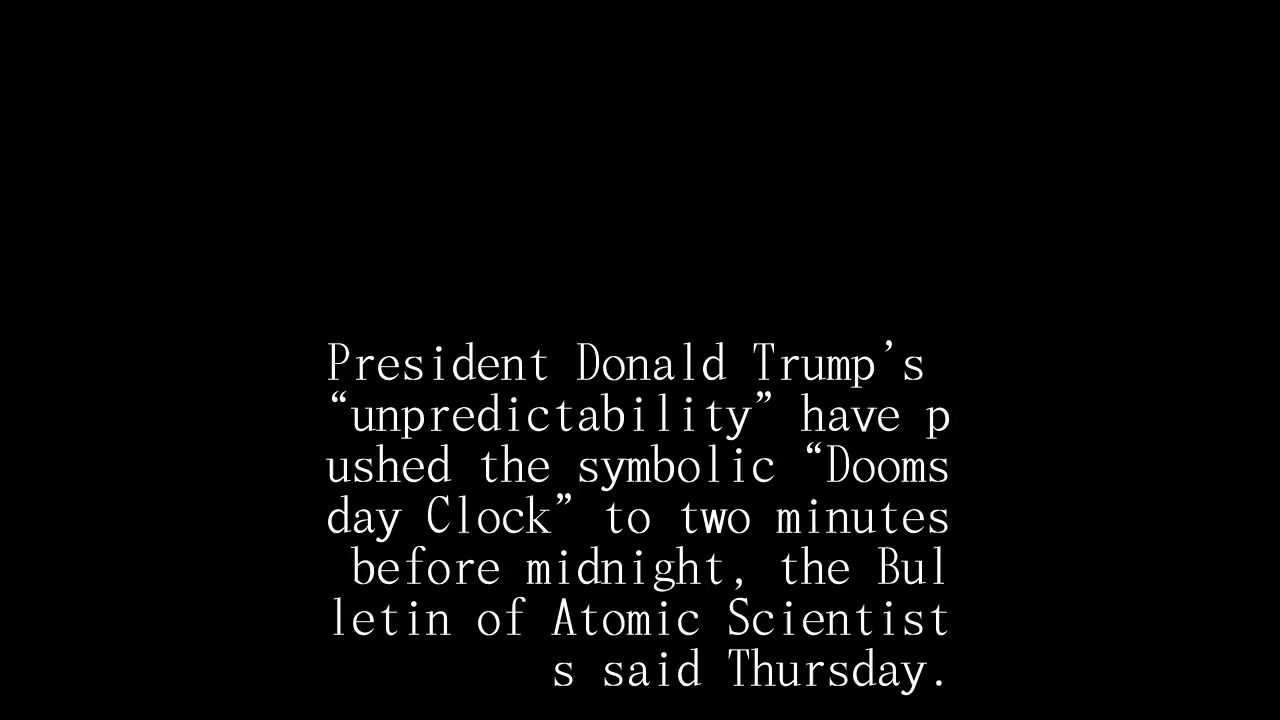 President Donald Trump’s
“unpredictability” have p
ushed the symbolic “Dooms
day Clock” to two minutes
before midnight, the Bul
letin of Atomic Scientist
s said Thursday.